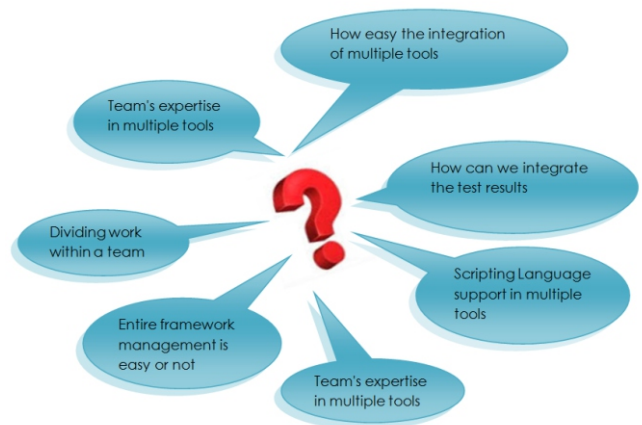 How easy the integration
of multiple tools
Team's expertise
in multiple tools
How can we integrate
the test results
Dividing work
within a team
Scripting Language
support in multiple
tools
Entire framework
management is
easy or not
Team's expertise
in multiple tools